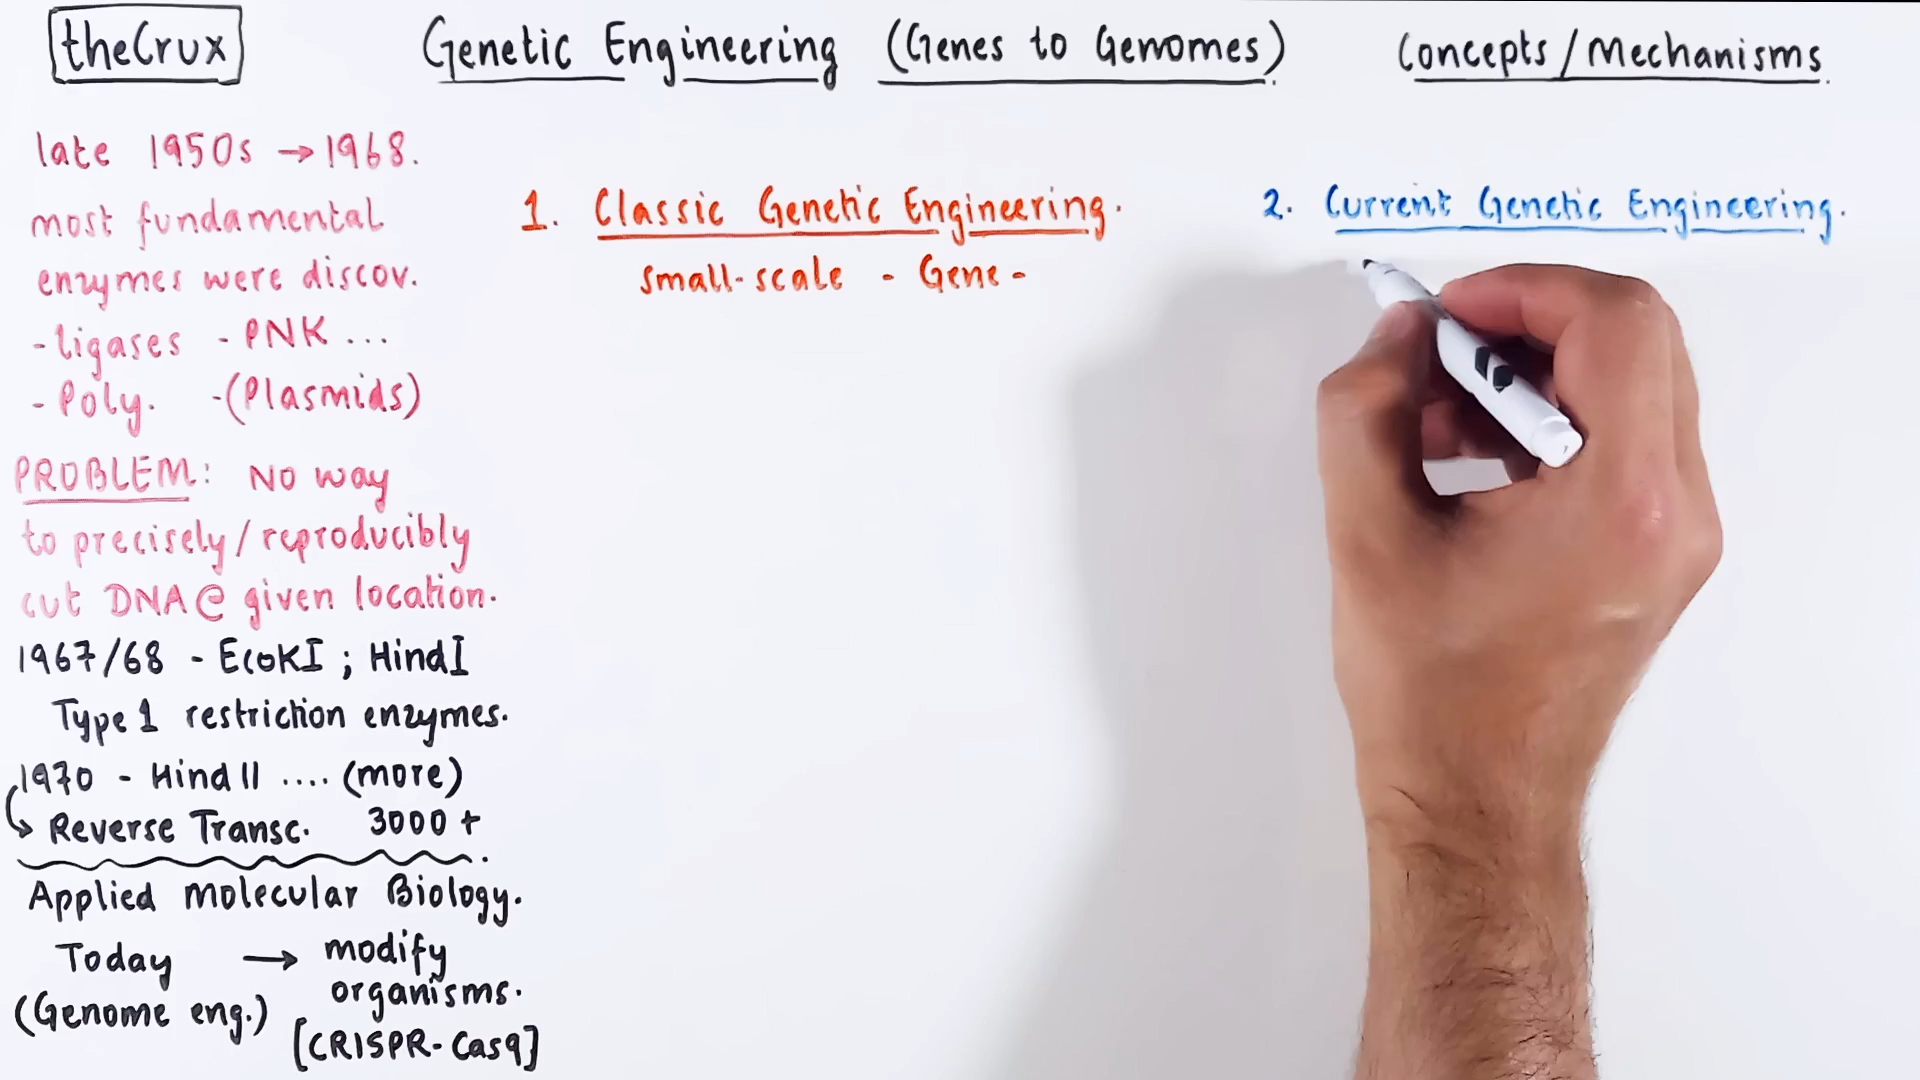 theCrux
Genetic Engineering (Genes to Genomes)
Concepts/Mechanisms.
late 1950s → 1968.
most fundamental
enzymes were discov.
- ligases - PNK ...
- Poly. - (Plasmids)
PROBLEM: No way
to precisely/reproducibly
cut DNA @ given location.
1967/68 - EcoKI ; HindI
Type 1 restriction enzymes.
1970 - HindII .... (more)
↳ Reverse Transc. 3000 +
Applied Molecular Biology.
Today → modify
organisms.
(Genome eng.)
[CRISPR-Cas9]
1. Classic Genetic Engineering.
small-scale - Gene -
2. Current Genetic Engineering.